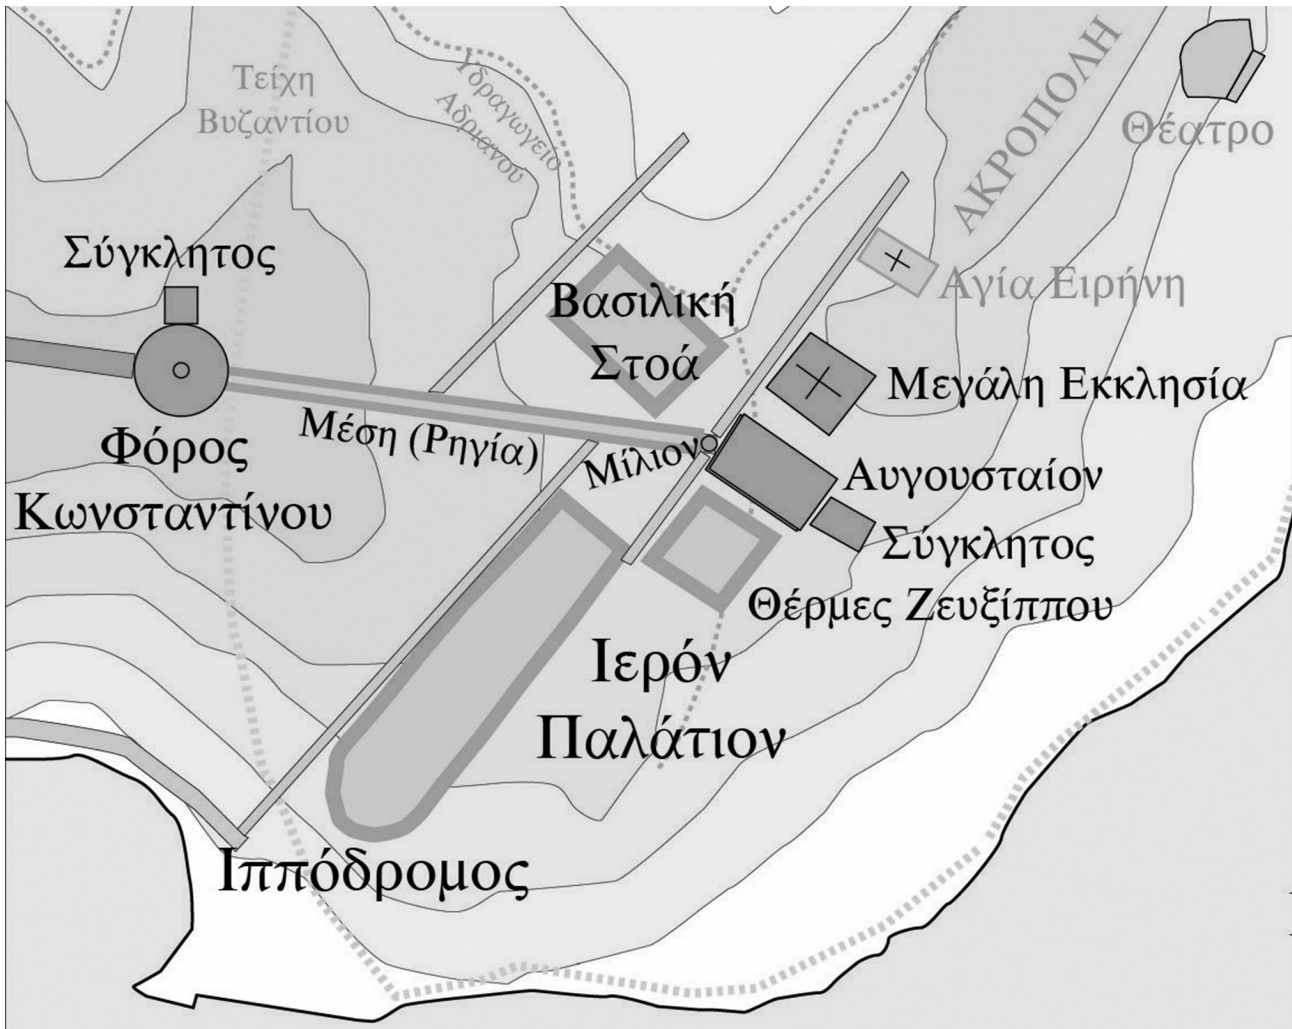 Τείχη
Βυζαντίου
Υδραγωγείο
Αδριανού
ΑΚΡΟΠΟΛΗ
Θέατρο
Σύγκλητος
Βασιλική
Στοά
Αγία Ειρήνη
Μεγάλη Εκκλησία
Φόρος
Κωνσταντίνου
Μέση (Ρηγία)
Μίλιον
Αυγουσταίον
Σύγκλητος
Θέρμες Ζευξίππου
Ιερόν
Παλάτιον
Ιππόδρομος